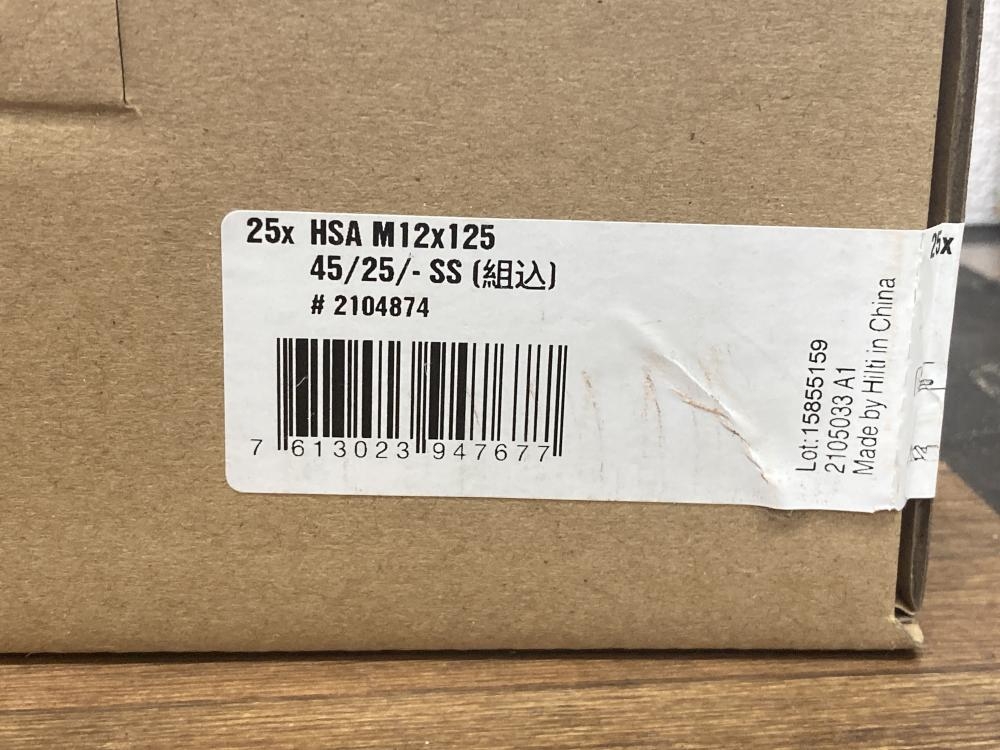 25x HSA M12x125
45/25/- SS (組込)
# 2104874
7 613023 947677
Lot:15855159
2105033 A1
Made by Hilti in China
25x